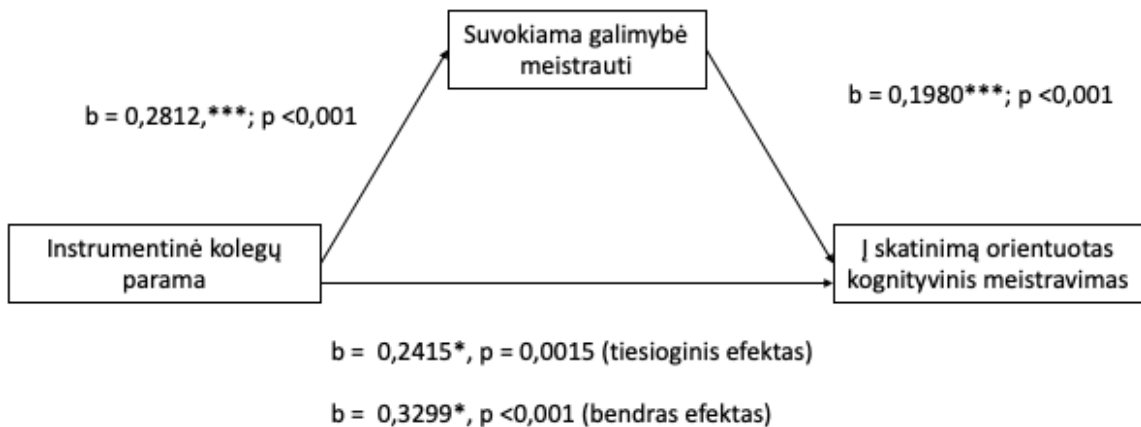 Suvokiama galimybė
meistrauti
b = 0,2812,***; p <0,001
b = 0,1980***; p <0,001
Instrumentinė kolegų
parama
Į skatinimą orientuotas
kognityvinis meistravimas
b =  0,2415*, p = 0,0015 (tiesioginis efektas)
b =  0,3299*, p <0,001 (bendras efektas)